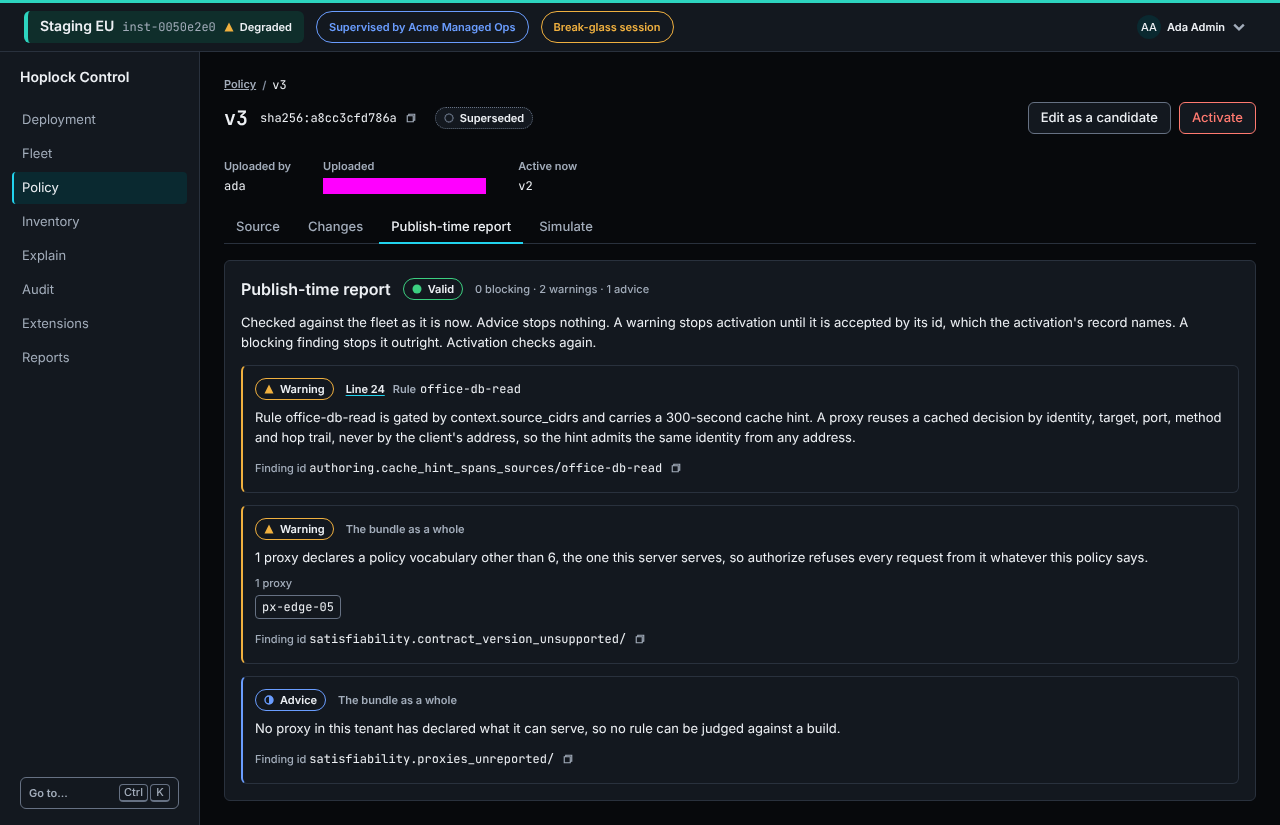 Staging EU inst-0050e2e0 Degraded Supervised by Acme Managed Ops Break-glass session AA Ada Admin
Hoplock Control
Deployment
Fleet
Policy
Inventory
Explain
Audit
Extensions
Reports
Go to... Ctrl K
Policy / v3
v3 sha256:a8cc3cfd786a Superseded Edit as a candidate Activate
Uploaded by Uploaded Active now
ada v2
Source Changes Publish-time report Simulate
Publish-time report Valid 0 blocking · 2 warnings · 1 advice
Checked against the fleet as it is now. Advice stops nothing. A warning stops activation until it is accepted by its id, which the activation's record names. A
blocking finding stops it outright. Activation checks again.
Warning Line 24 Rule office-db-read
Rule office-db-read is gated by context.source_cidrs and carries a 300-second cache hint. A proxy reuses a cached decision by identity, target, port, method
and hop trail, never by the client's address, so the hint admits the same identity from any address.
Finding id authoring.cache_hint_spans_sources/office-db-read
Warning The bundle as a whole
1 proxy declares a policy vocabulary other than 6, the one this server serves, so authorize refuses every request from it whatever this policy says.
1 proxy
px-edge-05
Finding id satisfiability.contract_version_unsupported/
Advice The bundle as a whole
No proxy in this tenant has declared what it can serve, so no rule can be judged against a build.
Finding id satisfiability.proxies_unreported/